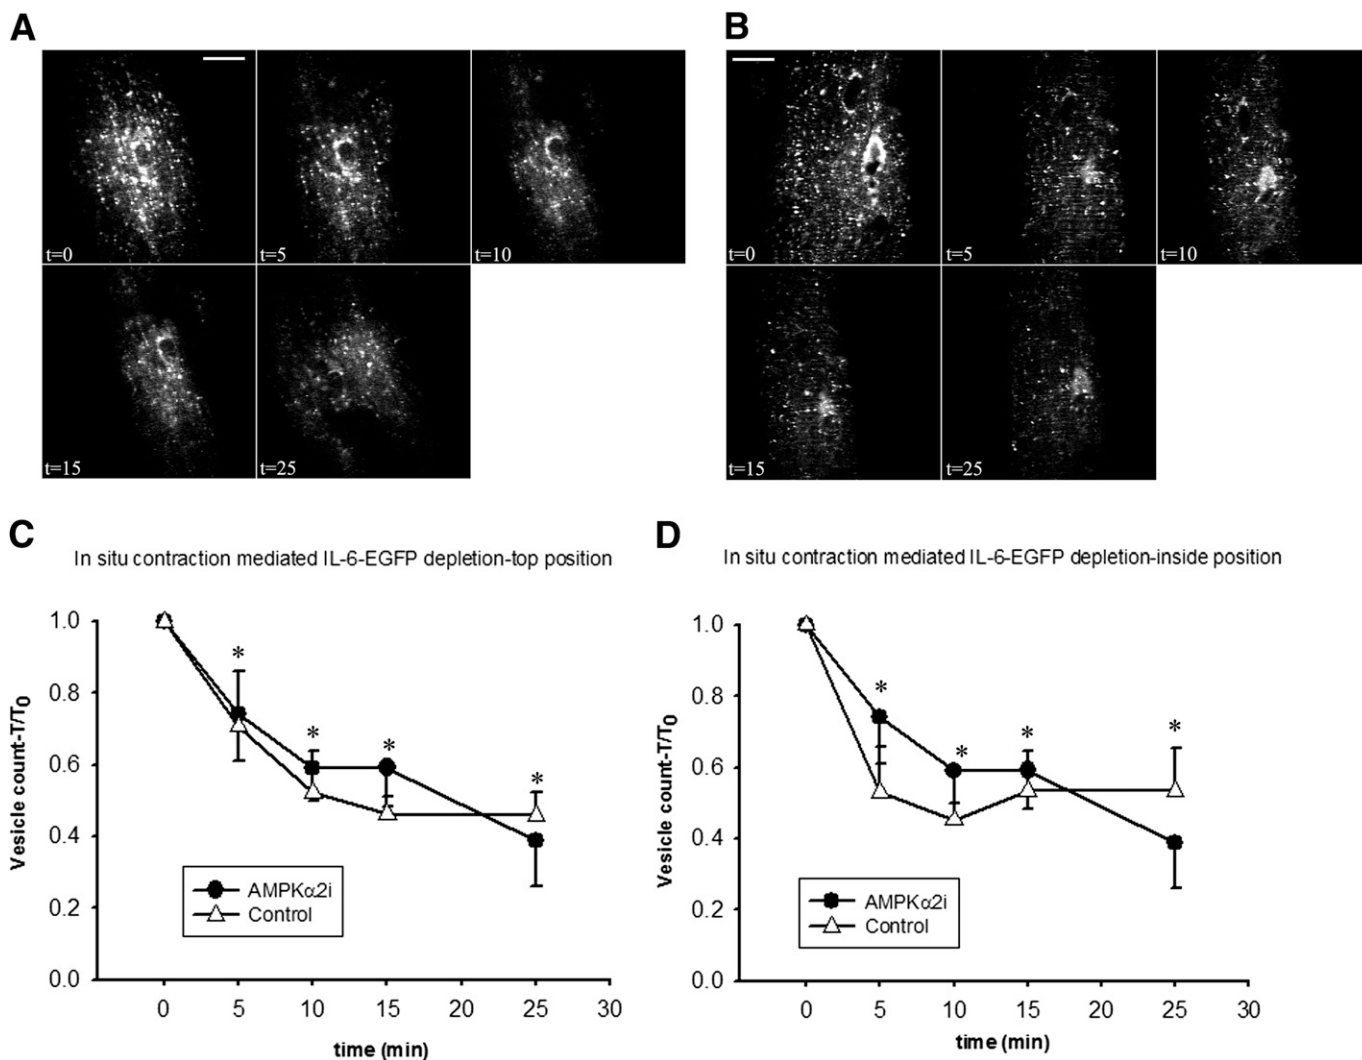 A
B
t=0
t=5
t=10
t=0
t=5
t=10
t=15
t=25
t=15
t=25
C
In situ contraction mediated IL-6-EGFP depletion-top position
Vesicle count-T/T0
1.0
0.8
0.6
0.4
0.2
0.0
*
*
*
*
AMPKα2i
Control
0
5
10
15
20
25
30
time (min)
D
In situ contraction mediated IL-6-EGFP depletion-inside position
Vesicle count-T/T0
1.0
0.8
0.6
0.4
0.2
0.0
*
*
*
*
AMPKα2i
Control
0
5
10
15
20
25
30
time (min)